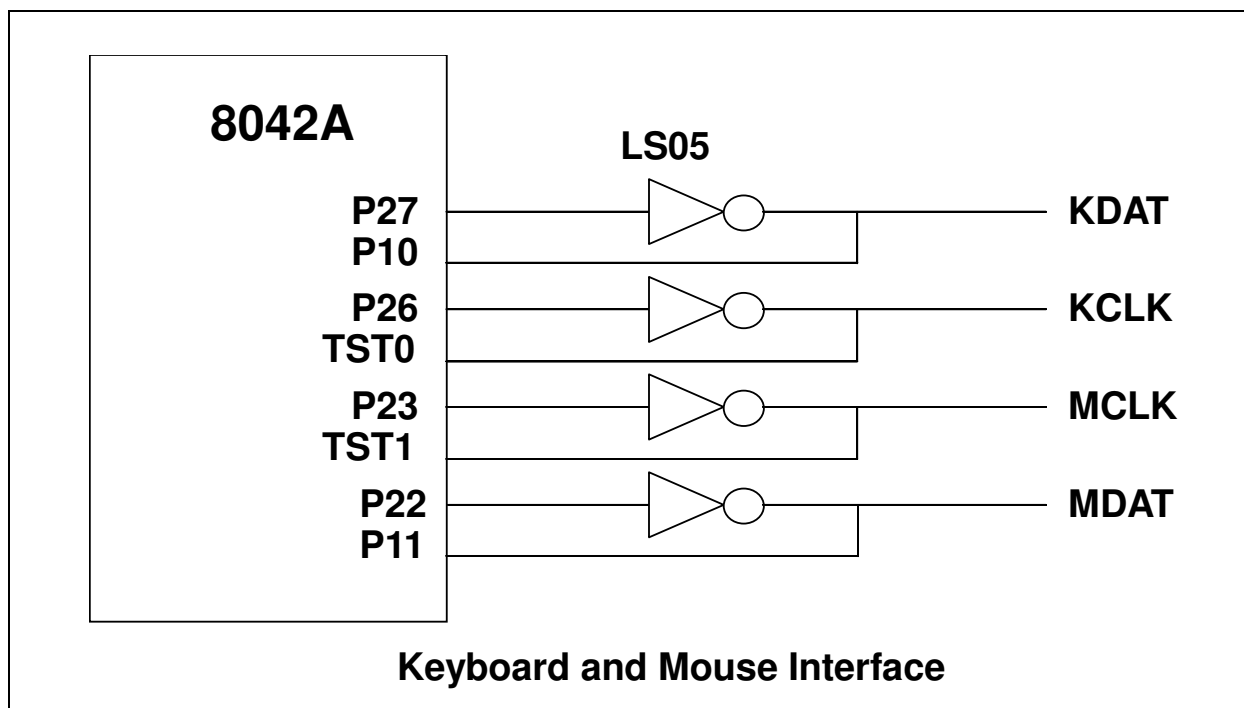 8042A
LS05
P27
KDAT
P10
P26
KCLK
TST0
P23
MCLK
TST1
P22
MDAT
P11
Keyboard and Mouse Interface